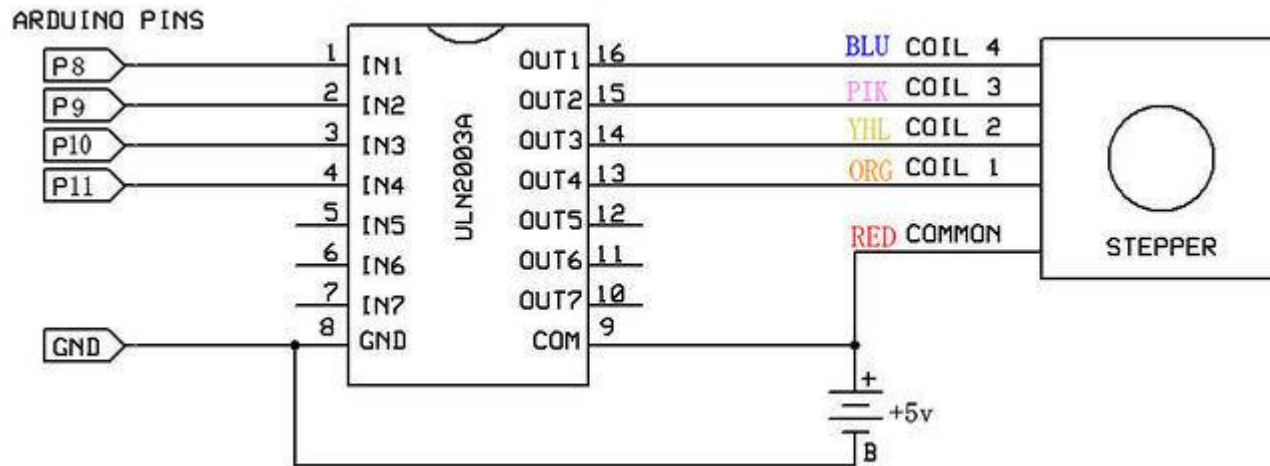 ARDUINO PINS
P8 1 IN1 OUT1 16 BLU COIL 4
P9 2 IN2 OUT2 15 PIK COIL 3
P10 3 IN3 OUT3 14 YHL COIL 2
P11 4 IN4 OUT4 13 ORG COIL 1
5 IN5 OUT5 12
6 IN6 OUT6 11 RED COMMON
7 IN7 OUT7 10
GND 8 GND COM 9
ULN2003A
STEPPER
+
+5v
B